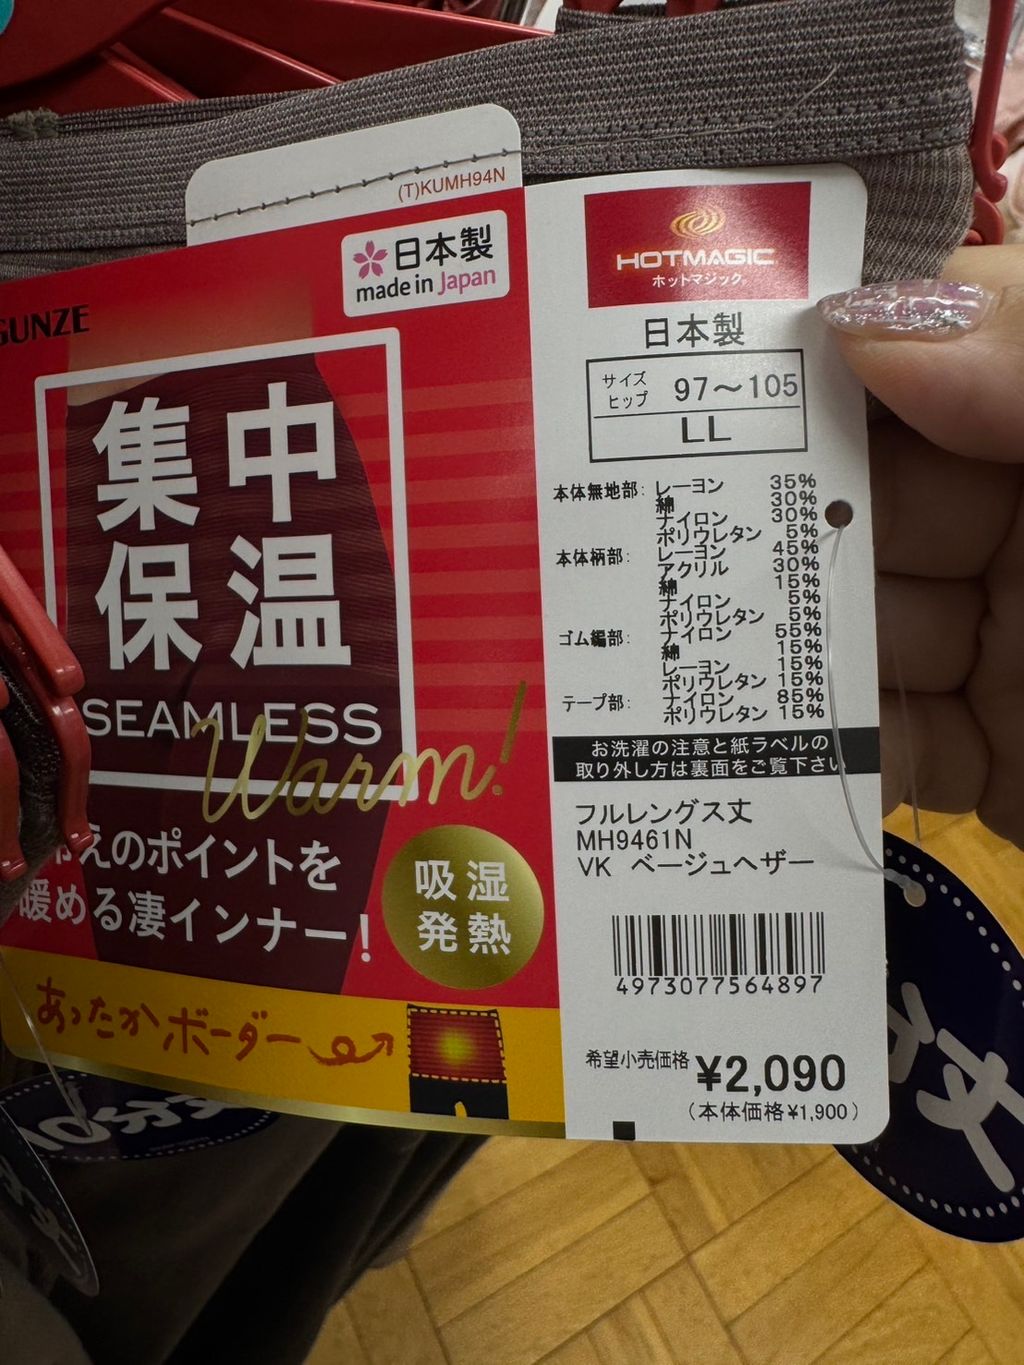 (T)KUMH94N
日本製
made in Japan
GUNZE
集中
保温
SEAMLESS
Warm!
冷えのポイントを
暖める凄インナー!
吸湿
発熱
あったかボーダー
HOTMAGIC
ホットマジック®
日本製
サイズ
ヒップ 97〜105
LL
本体無地部: レーヨン 35%
綿 30%
ナイロン 30%
ポリウレタン 5%
本体柄部: レーヨン 45%
アクリル 30%
綿 15%
ナイロン 5%
ポリウレタン 5%
ゴム編部: ナイロン 55%
綿 15%
レーヨン 15%
ポリウレタン 15%
テープ部: ナイロン 85%
ポリウレタン 15%
お洗濯の注意と紙ラベルの
取り外し方は裏面をご覧下さい
フルレングス丈
MH9461N
VK ベージュヘザー
4973077564897
希望小売価格 ¥2,090
(本体価格¥1,900)